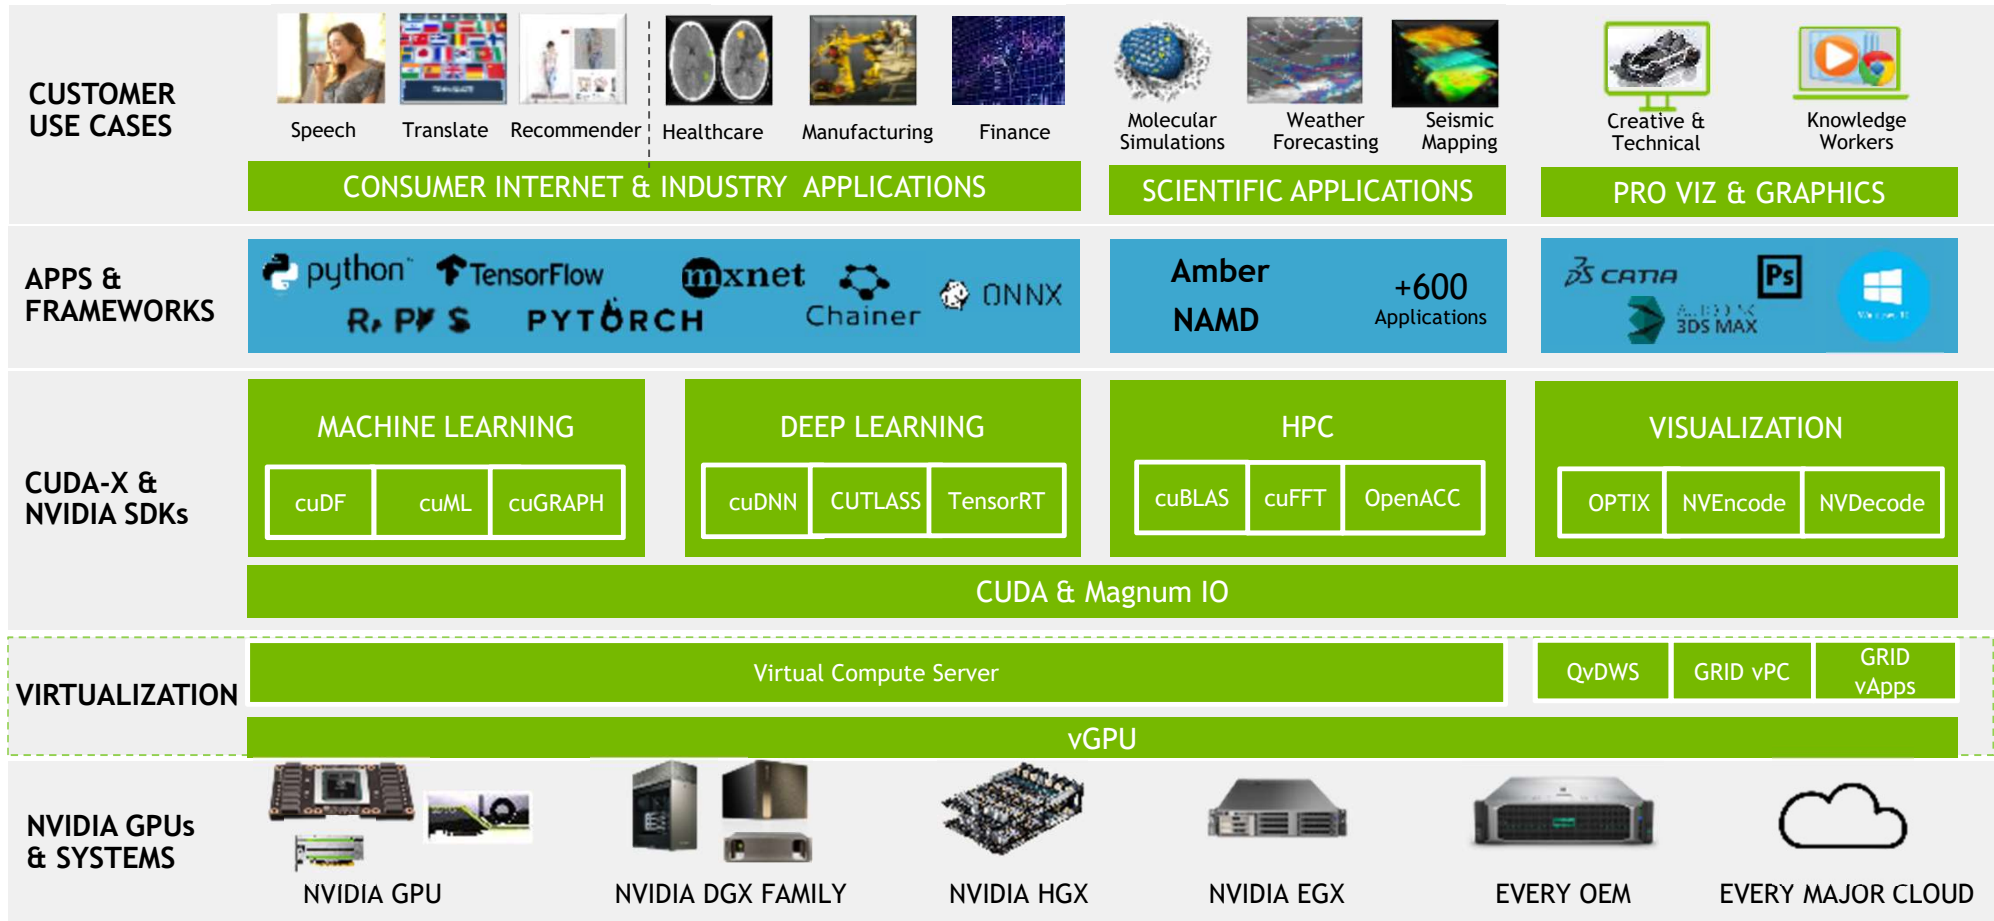 CUSTOMER
USE CASES
Speech
Translate
Recommender
Healthcare
Manufacturing
Finance
Molecular
Simulations
Weather
Forecasting
Seismic
Mapping
Creative &
Technical
Knowledge
Workers
CONSUMER INTERNET & INDUSTRY APPLICATIONS
SCIENTIFIC APPLICATIONS
PRO VIZ & GRAPHICS
APPS &
FRAMEWORKS
python
TensorFlow
mxnet
Chainer
ONNX
PYTORCH
Amber
NAMD
+600
Applications
CATIA
Ps
3DS MAX
CUDA-X &
NVIDIA SDKs
MACHINE LEARNING
cuDF
cuML
cuGRAPH
DEEP LEARNING
cuDNN
CUTLASS
TensorRT
HPC
cuBLAS
cuFFT
OpenACC
VISUALIZATION
OPTIX
NVEncode
NVDecode
CUDA & Magnum IO
VIRTUALIZATION
Virtual Compute Server
QvDWS
GRID vPC
GRID
vApps
vGPU
NVIDIA GPUs
& SYSTEMS
NVIDIA GPU
NVIDIA DGX FAMILY
NVIDIA HGX
NVIDIA EGX
EVERY OEM
EVERY MAJOR CLOUD